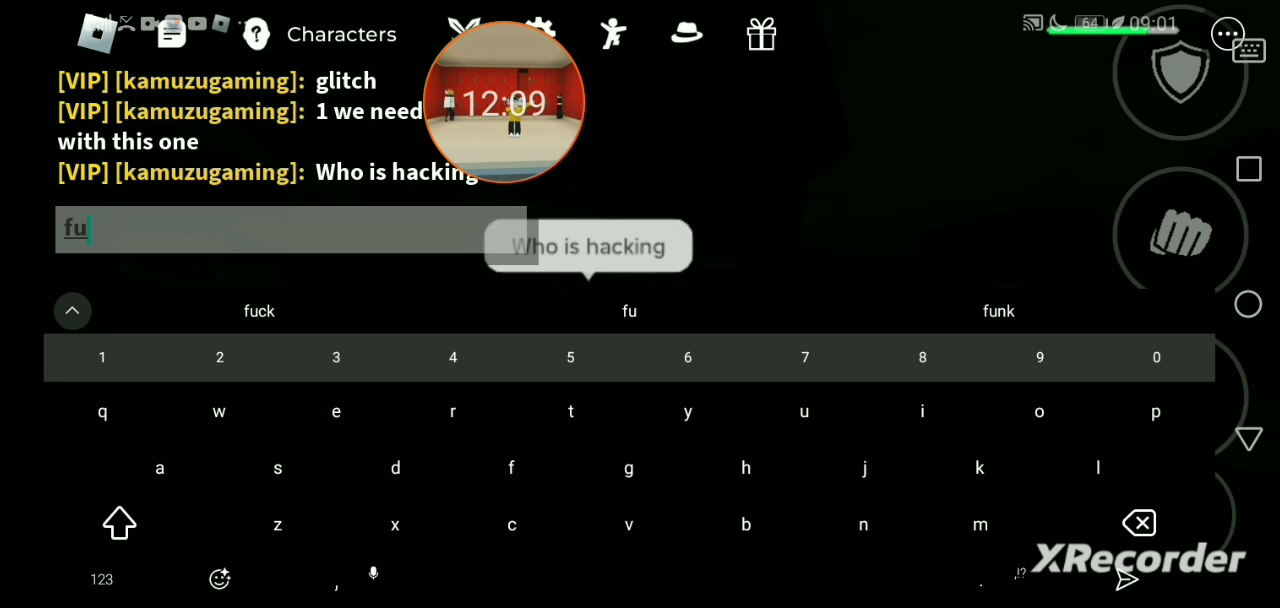 64 09:01
Characters
[VIP] [kamuzugaming]: glitch
12:09
[VIP] [kamuzugaming]: 1 we need
with this one
[VIP] [kamuzugaming]: Who is hacking
fu
Who is hacking
fuck fu funk
1 2 3 4 5 6 7 8 9 0
q w e r t y u i o p
a s d f g h j k l
z x c v b n m
XRecorder
123 , . ,!?